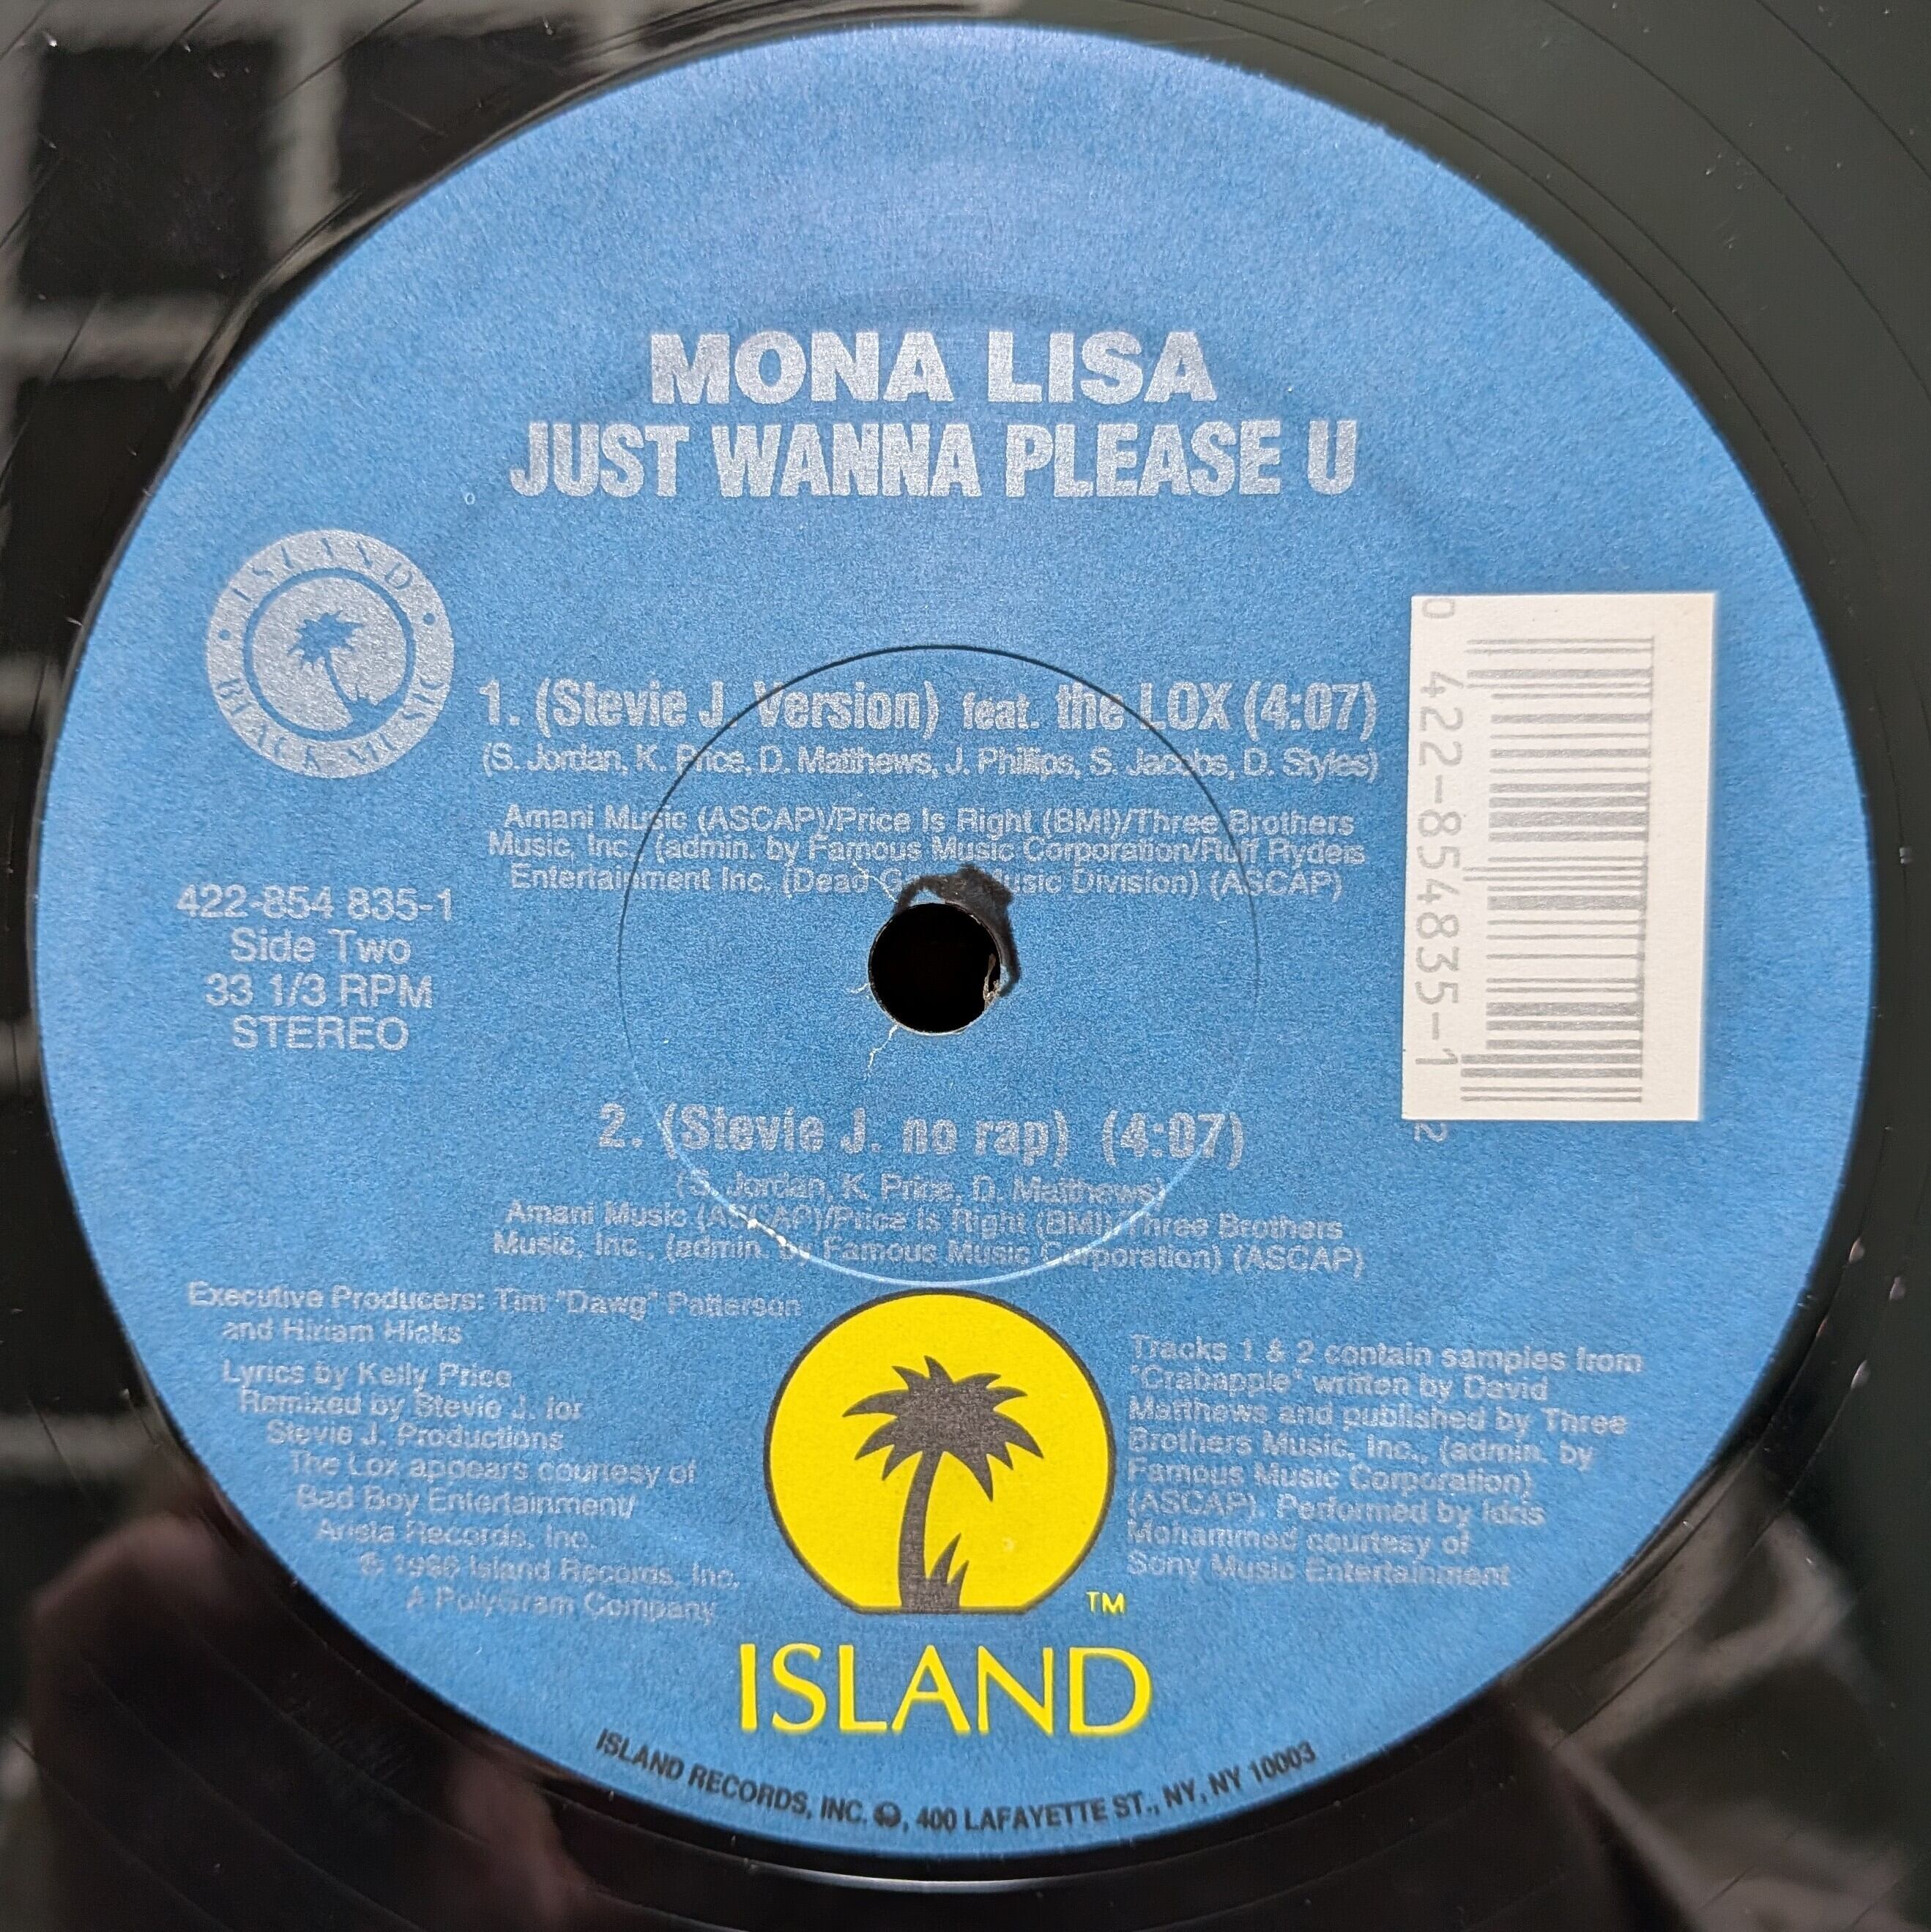 MONA LISA
JUST WANNA PLEASE U
ISLAND
BLACK MUSIC
1. (Stevie J. Version) feat. the LOX (4:07)
(S. Jordan, K. Price, D. Matthews, J. Phillips, S. Jacobs, D. Styles)
Amani Music (ASCAP)/Price Is Right (BMI)/Three Brothers
Music, Inc., (admin. by Famous Music Corporation/Ruff Ryders
Entertainment Inc. (Dead Music Division) (ASCAP)
422-854 835-1
Side Two
33 1/3 RPM
STEREO
0 422-854835-1 2
2. (Stevie J. no rap) (4:07)
(S. Jordan, K. Price, D. Matthews)
Amani Music (ASCAP)/Price Is Right (BMI)/Three Brothers
Music, Inc., (admin. by Famous Music Corporation) (ASCAP)
Executive Producers: Tim "Dawg" Patterson
and Hiriam Hicks
Lyrics by Kelly Price
Remixed by Stevie J. for
Stevie J. Productions
The Lox appears courtesy of
Bad Boy Entertainment/
Arista Records, Inc.
Island Records, Inc.
A PolyGram Company
Tracks 1 & 2 contain samples from
"Crabapple" written by David
Matthews and published by Three
Brothers Music, Inc., (admin. by
Famous Music Corporation)
(ASCAP). Performed by Idris
Mohammed courtesy of
Sony Music Entertainment
TM
ISLAND
ISLAND RECORDS, INC. , 400 LAFAYETTE ST., NY, NY 10003